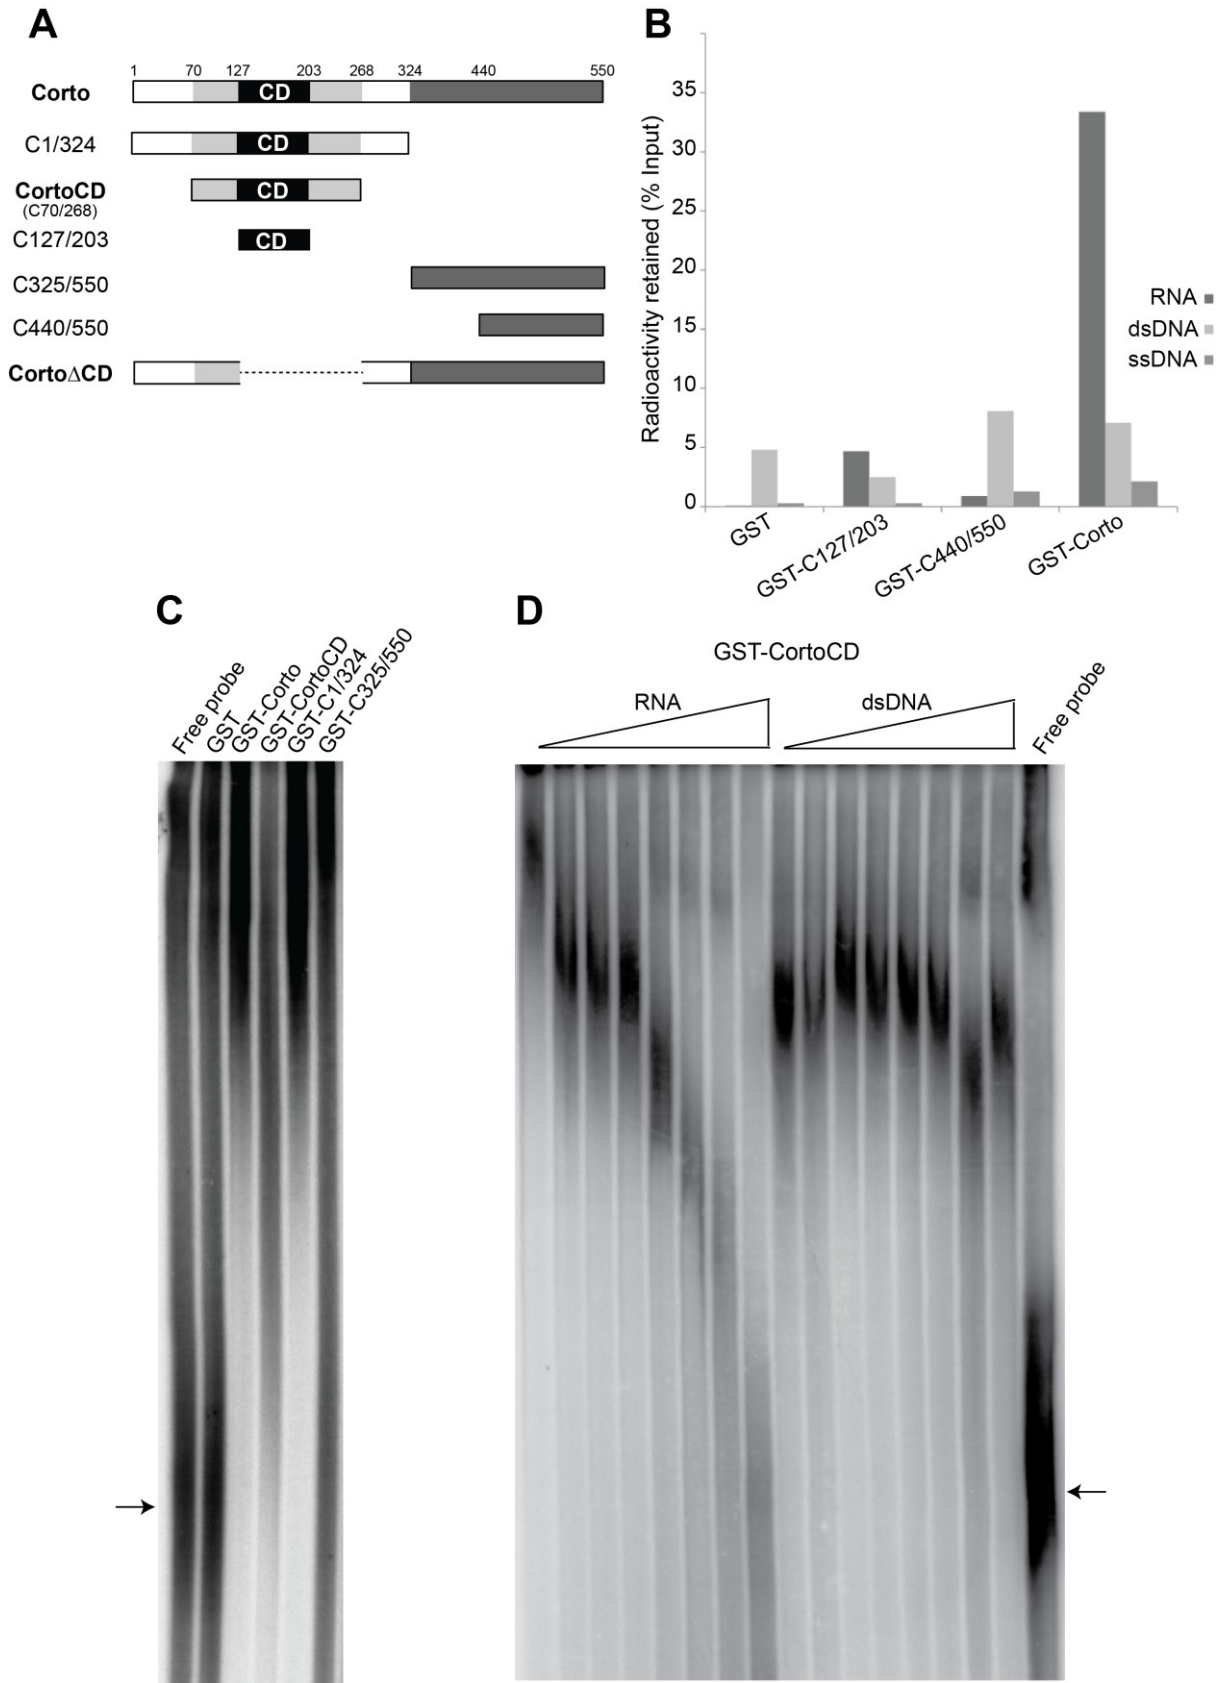 A
1 70 127 203 268 324 440 550
Corto CD
C1/324 CD
CortoCD CD
(C70/268)
C127/203 CD
C325/550
C440/550
Corto∆CD
B
Radioactivity retained (% Input)
35
30
25
20
15
10
5
0
RNA
dsDNA
ssDNA
GST
GST-C127/203
GST-C440/550
GST-Corto
C
Free probe
GST
GST-Corto
GST-CortoCD
GST-C1/324
GST-C325/550
D
GST-CortoCD
RNA
dsDNA
Free probe